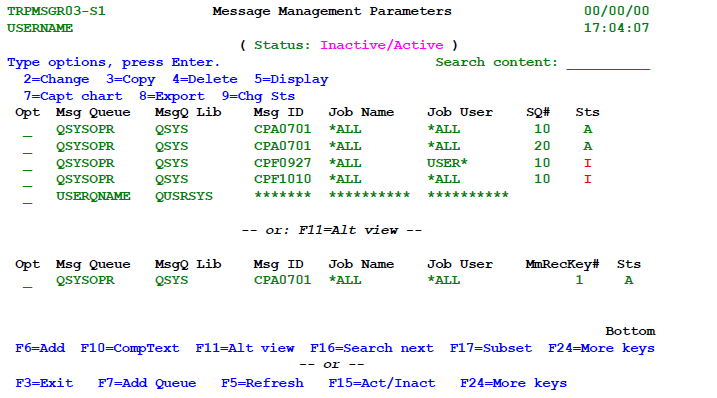 TRPMSGR03-S1 Message Management Parameters 00/00/00
USERNAME 17:04:07
( Status: Inactive/Active )
Type options, press Enter. Search content: __________
2=Change 3=Copy 4=Delete 5=Display
7=Capt chart 8=Export 9=Chg Sts
Opt Msg Queue MsgQ Lib Msg ID Job Name Job User SQ# Sts
_ QSYSOPR QSYS CPA0701 *ALL *ALL 10 A
_ QSYSOPR QSYS CPA0701 *ALL *ALL 20 A
_ QSYSOPR QSYS CPF0927 *ALL USER* 10 I
_ QSYSOPR QSYS CPF1010 *ALL *ALL 10 I
_ USERQNAME QUSRSYS ******* ********** **********
-- or: F11=Alt view --
Opt Msg Queue MsgQ Lib Msg ID Job Name Job User MmRecKey# Sts
_ QSYSOPR QSYS CPA0701 *ALL *ALL 1 A
Bottom
F6=Add F10=CompText F11=Alt view F16=Search next F17=Subset F24=More keys
-- or --
F3=Exit F7=Add Queue F5=Refresh F15=Act/Inact F24=More keys